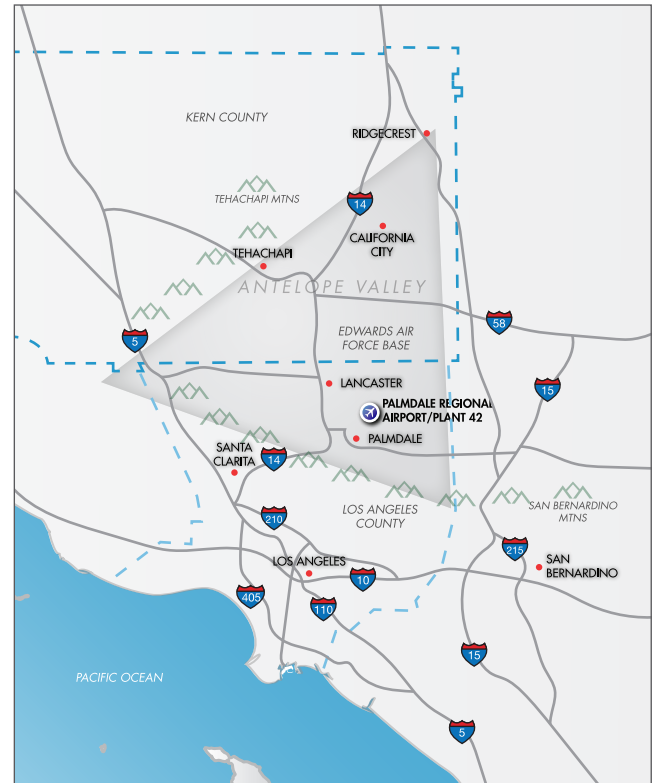 KERN COUNTY
RIDGECREST
TEHACHAPI MTNS
14
CALIFORNIA
CITY
TEHACHAPI
ANTELOPE VALLEY
58
5
EDWARDS AIR
FORCE BASE
15
LANCASTER
PALMDALE REGIONAL
AIRPORT/PLANT 42
PALMDALE
SANTA
CLARITA
14
LOS ANGELES
COUNTY
SAN BERNARDINO
MTNS
210
215
LOS ANGELES
SAN
BERNARDINO
10
405
110
15
PACIFIC OCEAN
5